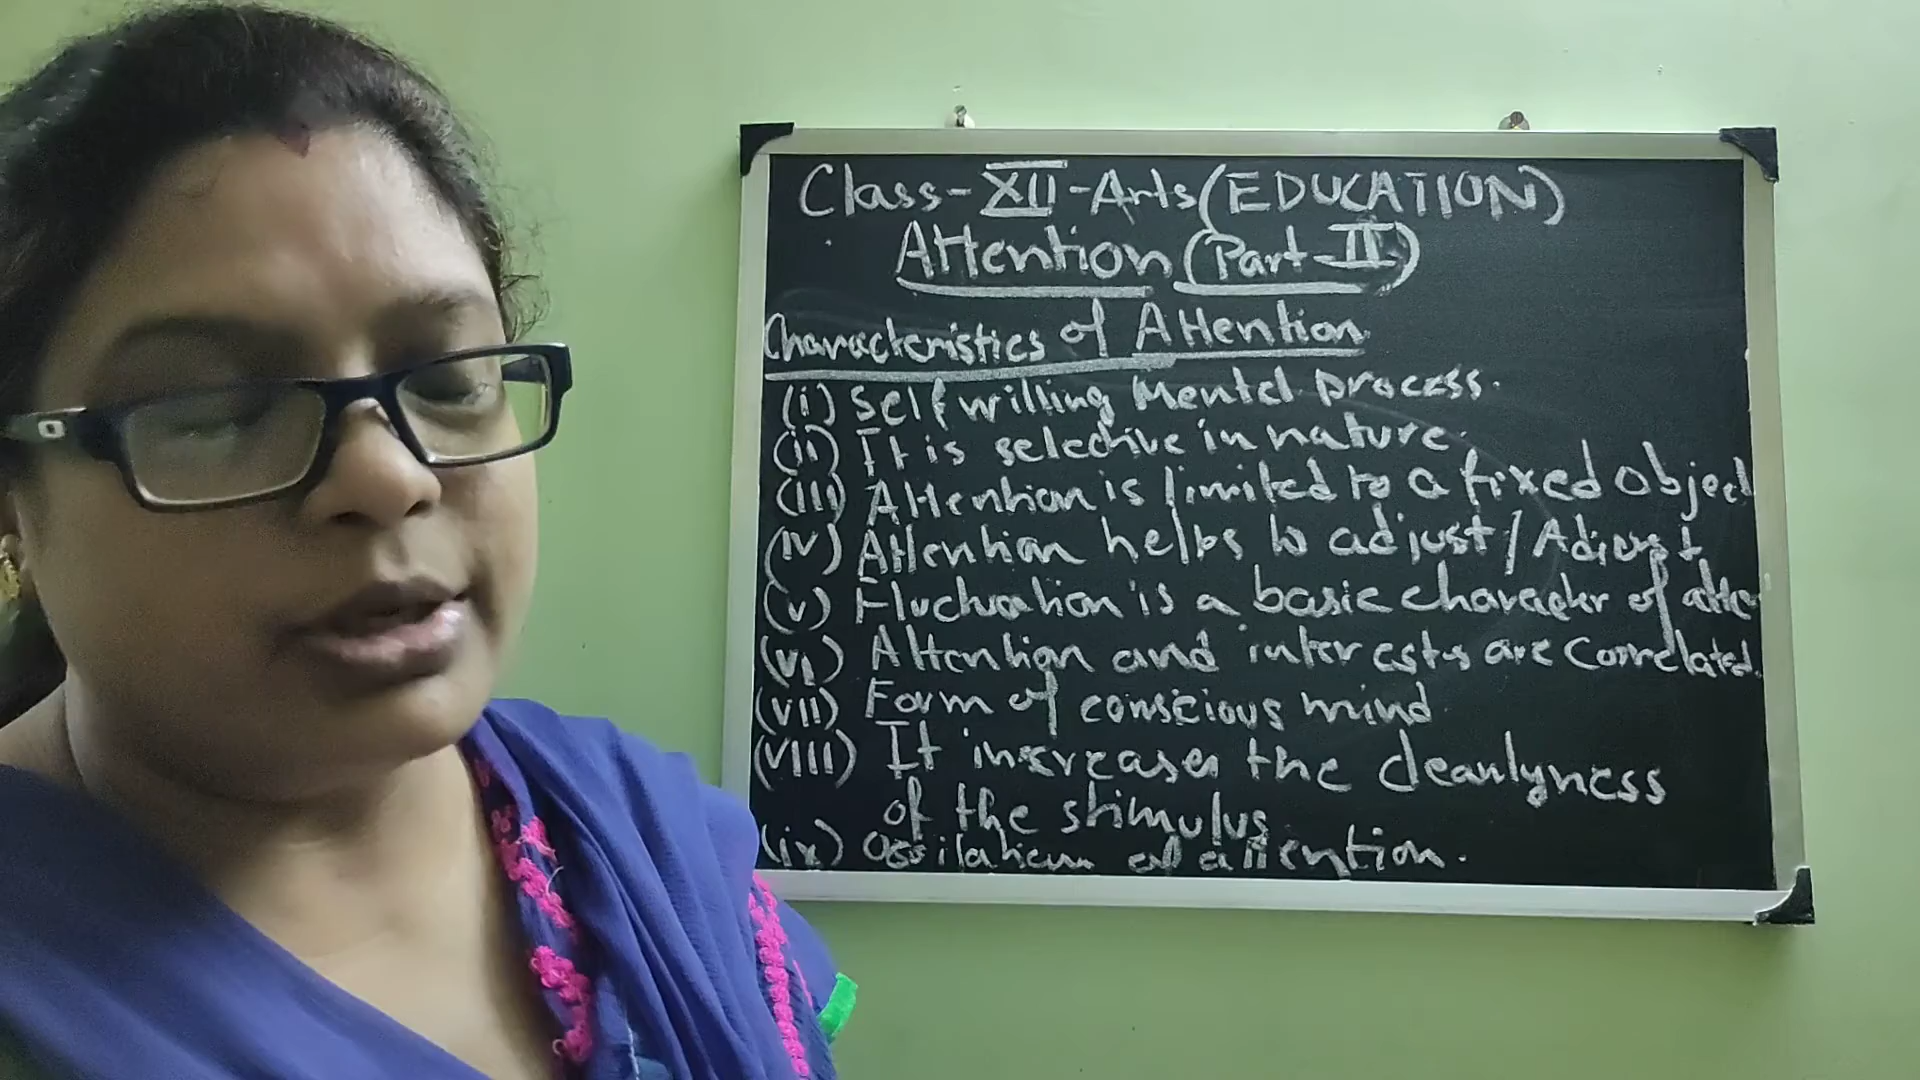 Class-XII-Arts (EDUCATION)
Attention (Part-II)
Characteristics of Attention
(i) Self willing Mental process.
(ii) It is selective in nature.
(iii) Attention is limited to a fixed object
(iv) Attention helps to adjust /
(v) Fluctuation is a basic character of atte
(vi) Attention and interests are correlated.
(vii) Form of conscious mind
(viii) It increases the clearlyness
of the stimulus
(ix) of attention.